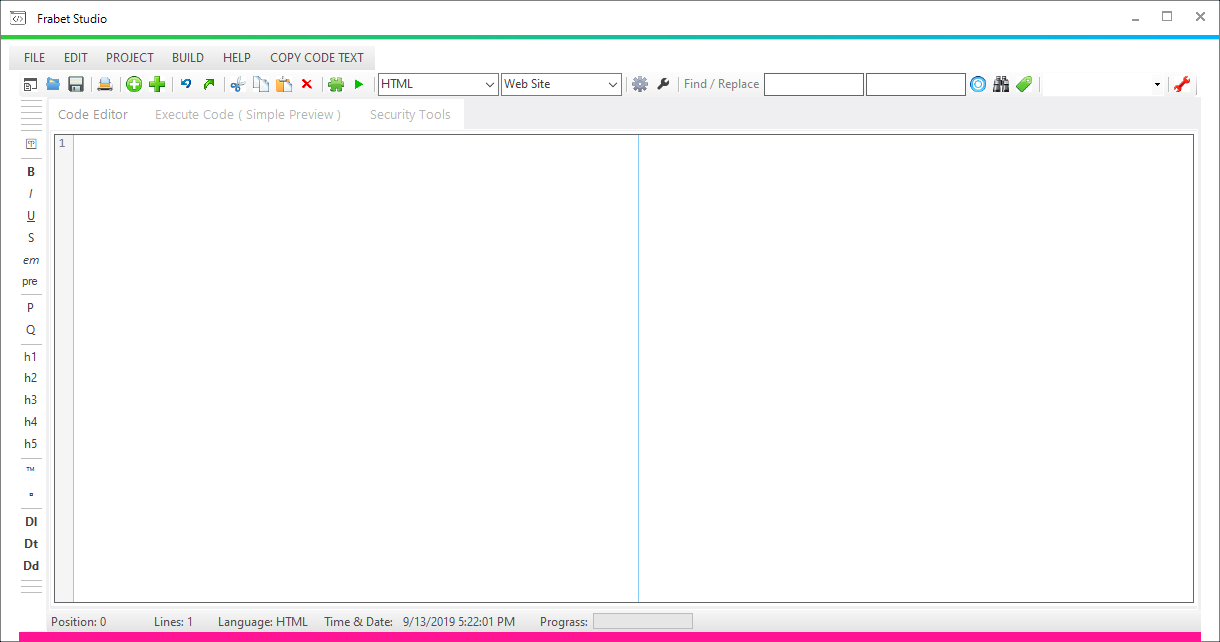 Frabet Studio
FILE EDIT PROJECT BUILD HELP COPY CODE TEXT
HTML Web Site Find / Replace
Code Editor Execute Code ( Simple Preview ) Security Tools
1
B
I
U
S
em
pre
P
Q
h1
h2
h3
h4
h5
™
Dl
Dt
Dd
Position: 0 Lines: 1 Language: HTML Time & Date: 9/13/2019 5:22:01 PM Prograss: